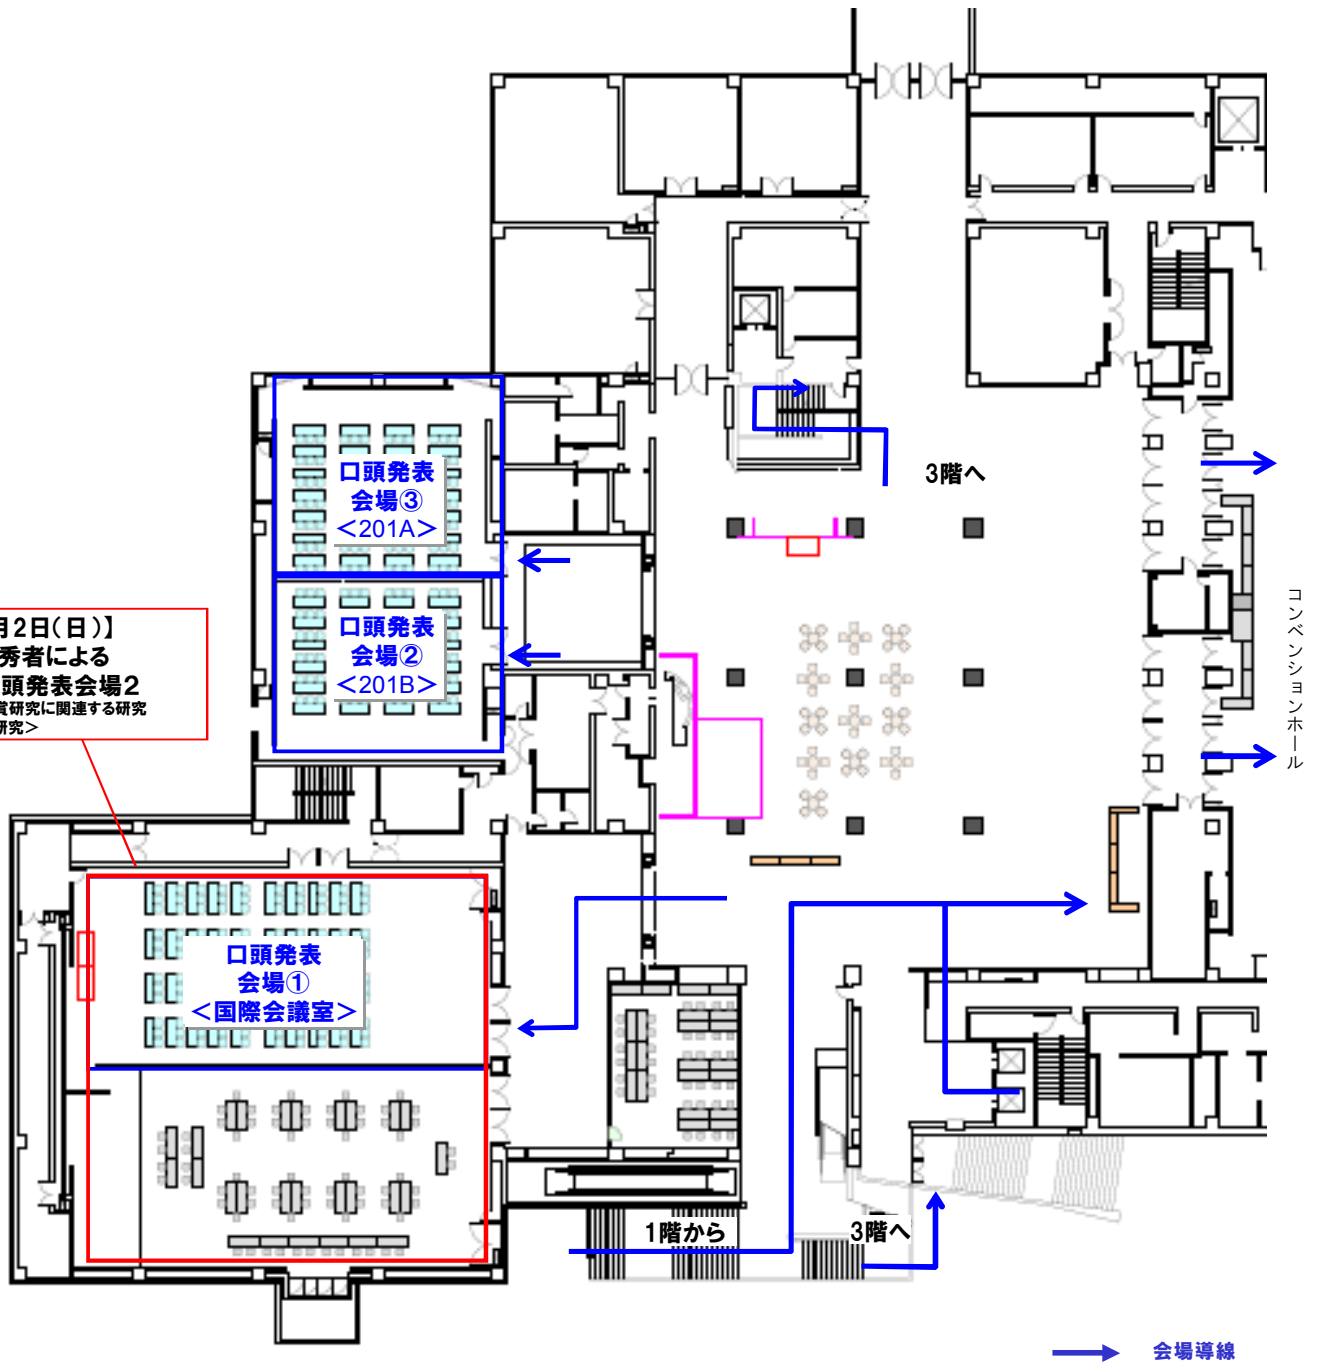 口頭発表
会場③
＜201A＞
3階へ
口頭発表
会場②
＜201B＞
月2日(日)】
秀者による
頭発表会場2
賞研究に関連する研究
研究＞
コンベンションホール
口頭発表
会場①
＜国際会議室＞
1階から
3階へ
会場導線